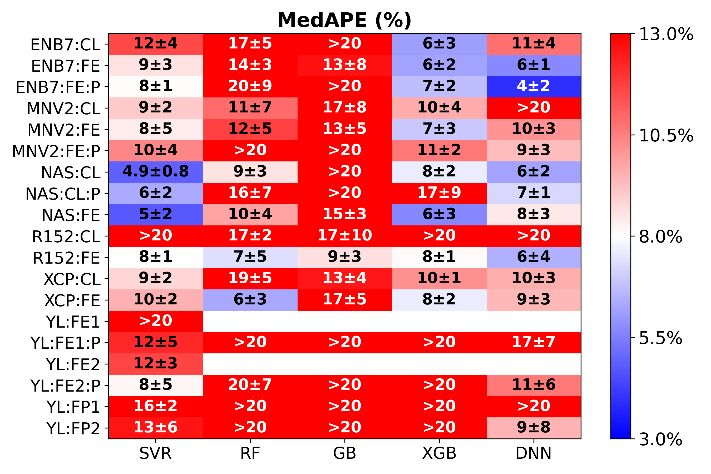 MedAPE (%)
ENB7:CL 12±4 17±5 >20 6±3 11±4
ENB7:FE 9±3 14±3 13±8 6±2 6±1
ENB7:FE:P 8±1 20±9 >20 7±2 4±2
MNV2:CL 9±2 11±7 17±8 10±4 >20
MNV2:FE 8±5 12±5 13±5 7±3 10±3
MNV2:FE:P 10±4 >20 >20 11±2 9±3
NAS:CL 4.9±0.8 9±3 >20 8±2 6±2
NAS:CL:P 6±2 16±7 >20 17±9 7±1
NAS:FE 5±2 10±4 15±3 6±3 8±3
R152:CL >20 17±2 17±10 >20 >20
R152:FE 8±1 7±5 9±3 8±1 6±4
XCP:CL 9±2 19±5 13±4 10±1 10±3
XCP:FE 10±2 6±3 17±5 8±2 9±3
YL:FE1 >20
YL:FE1:P 12±5 >20 >20 >20 17±7
YL:FE2 12±3
YL:FE2:P 8±5 20±7 >20 >20 11±6
YL:FP1 16±2 >20 >20 >20 >20
YL:FP2 13±6 >20 >20 >20 9±8
SVR RF GB XGB DNN
13.0%
10.5%
8.0%
5.5%
3.0%